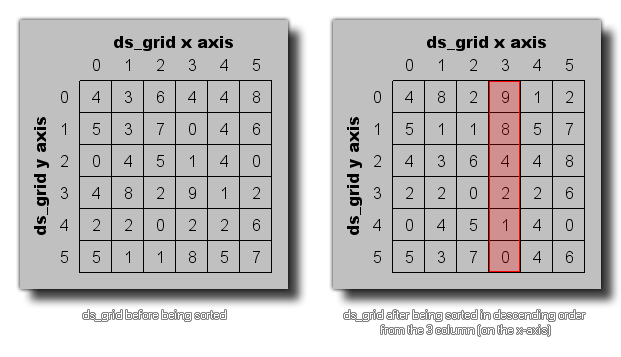 ds_grid x axis
0 1 2 3 4 5
ds_grid y axis
0 4 3 6 4 4 8
1 5 3 7 0 4 6
2 0 4 5 1 4 0
3 4 8 2 9 1 2
4 2 2 0 2 2 6
5 5 1 1 8 5 7
ds_grid before being sorted
ds_grid x axis
0 1 2 3 4 5
ds_grid y axis
0 4 8 2 9 1 2
1 5 1 1 8 5 7
2 4 3 6 4 4 8
3 2 2 0 2 2 6
4 0 4 5 1 4 0
5 5 3 7 0 4 6
ds_grid after being sorted in descending order
from the 3 column (on the x-axis)